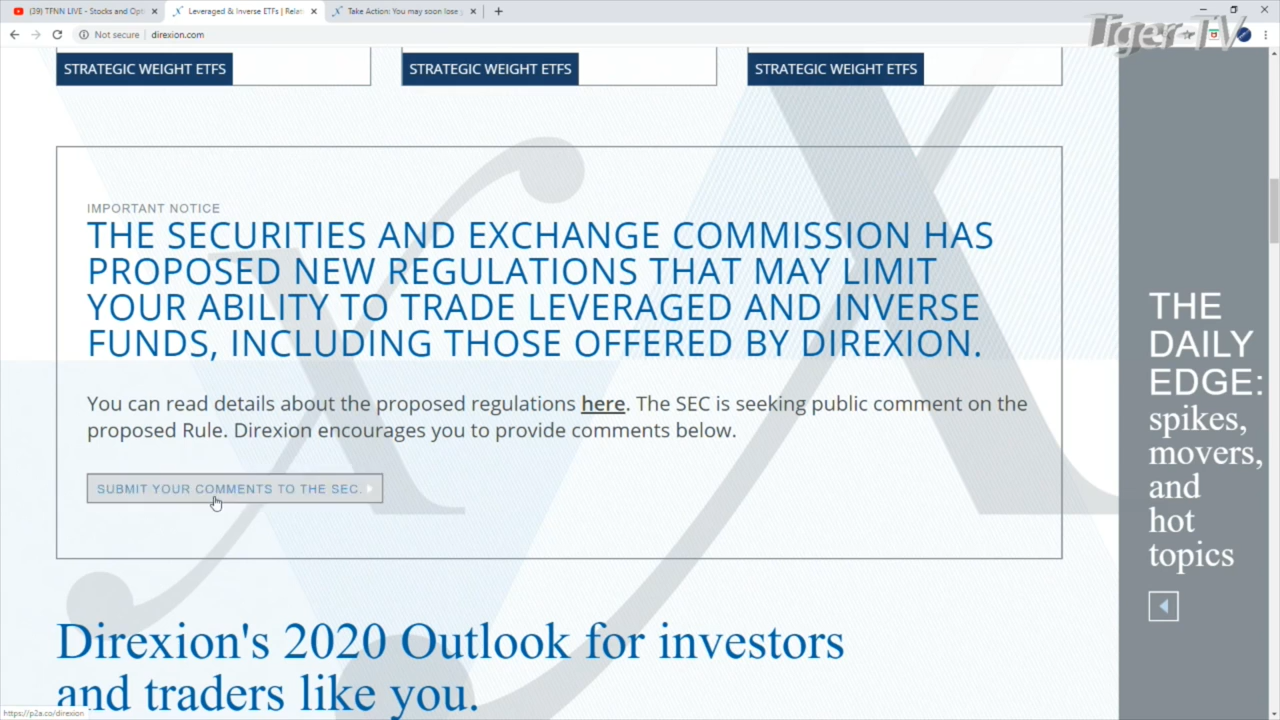 (39) TFNN LIVE - Stocks and Opti
Leveraged & Inverse ETFs | Relat
Take Action: You may soon lose
Not secure direxion.com
Tiger-TV
STRATEGIC WEIGHT ETFS
STRATEGIC WEIGHT ETFS
STRATEGIC WEIGHT ETFS
IMPORTANT NOTICE
THE SECURITIES AND EXCHANGE COMMISSION HAS
PROPOSED NEW REGULATIONS THAT MAY LIMIT
YOUR ABILITY TO TRADE LEVERAGED AND INVERSE
FUNDS, INCLUDING THOSE OFFERED BY DIREXION.
You can read details about the proposed regulations here. The SEC is seeking public comment on the
proposed Rule. Direxion encourages you to provide comments below.
SUBMIT YOUR COMMENTS TO THE SEC.
Direxion's 2020 Outlook for investors
and traders like you.
THE
DAILY
EDGE:
spikes,
movers,
and
hot
topics
https://p2a.co/direxion